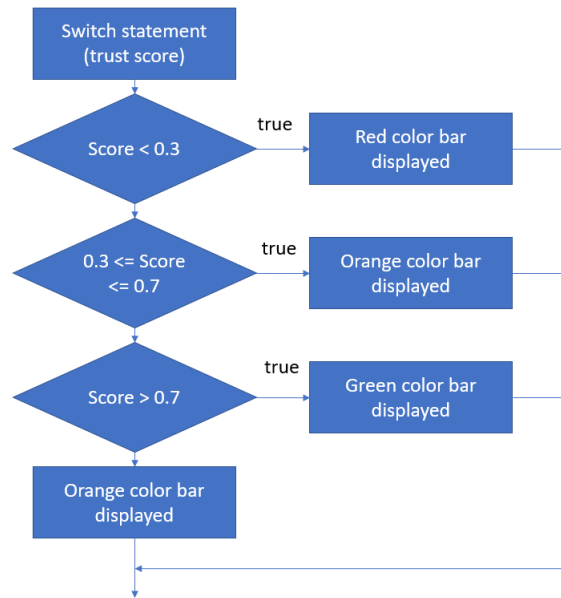 Switch statement
(trust score)
Score < 0.3
true
Red color bar
displayed
0.3 <= Score
<= 0.7
true
Orange color bar
displayed
Score > 0.7
true
Green color bar
displayed
Orange color bar
displayed